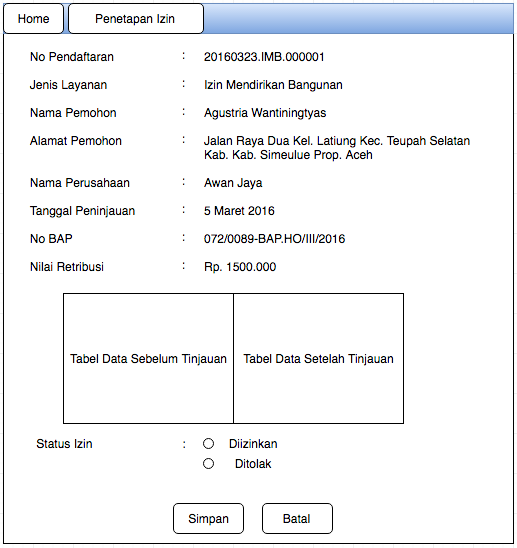 Home Penetapan Izin
No Pendaftaran : 20160323.IMB.000001
Jenis Layanan : Izin Mendirikan Bangunan
Nama Pemohon : Agustria Wantiningtyas
Alamat Pemohon : Jalan Raya Dua Kel. Latiung Kec. Teupah Selatan
Kab. Kab. Simeulue Prop. Aceh
Nama Perusahaan : Awan Jaya
Tanggal Peninjauan : 5 Maret 2016
No BAP : 072/0089-BAP.HO/III/2016
Nilai Retribusi : Rp. 1500.000
Tabel Data Sebelum Tinjauan Tabel Data Setelah Tinjauan
Status Izin : Diizinkan
Ditolak
Simpan Batal